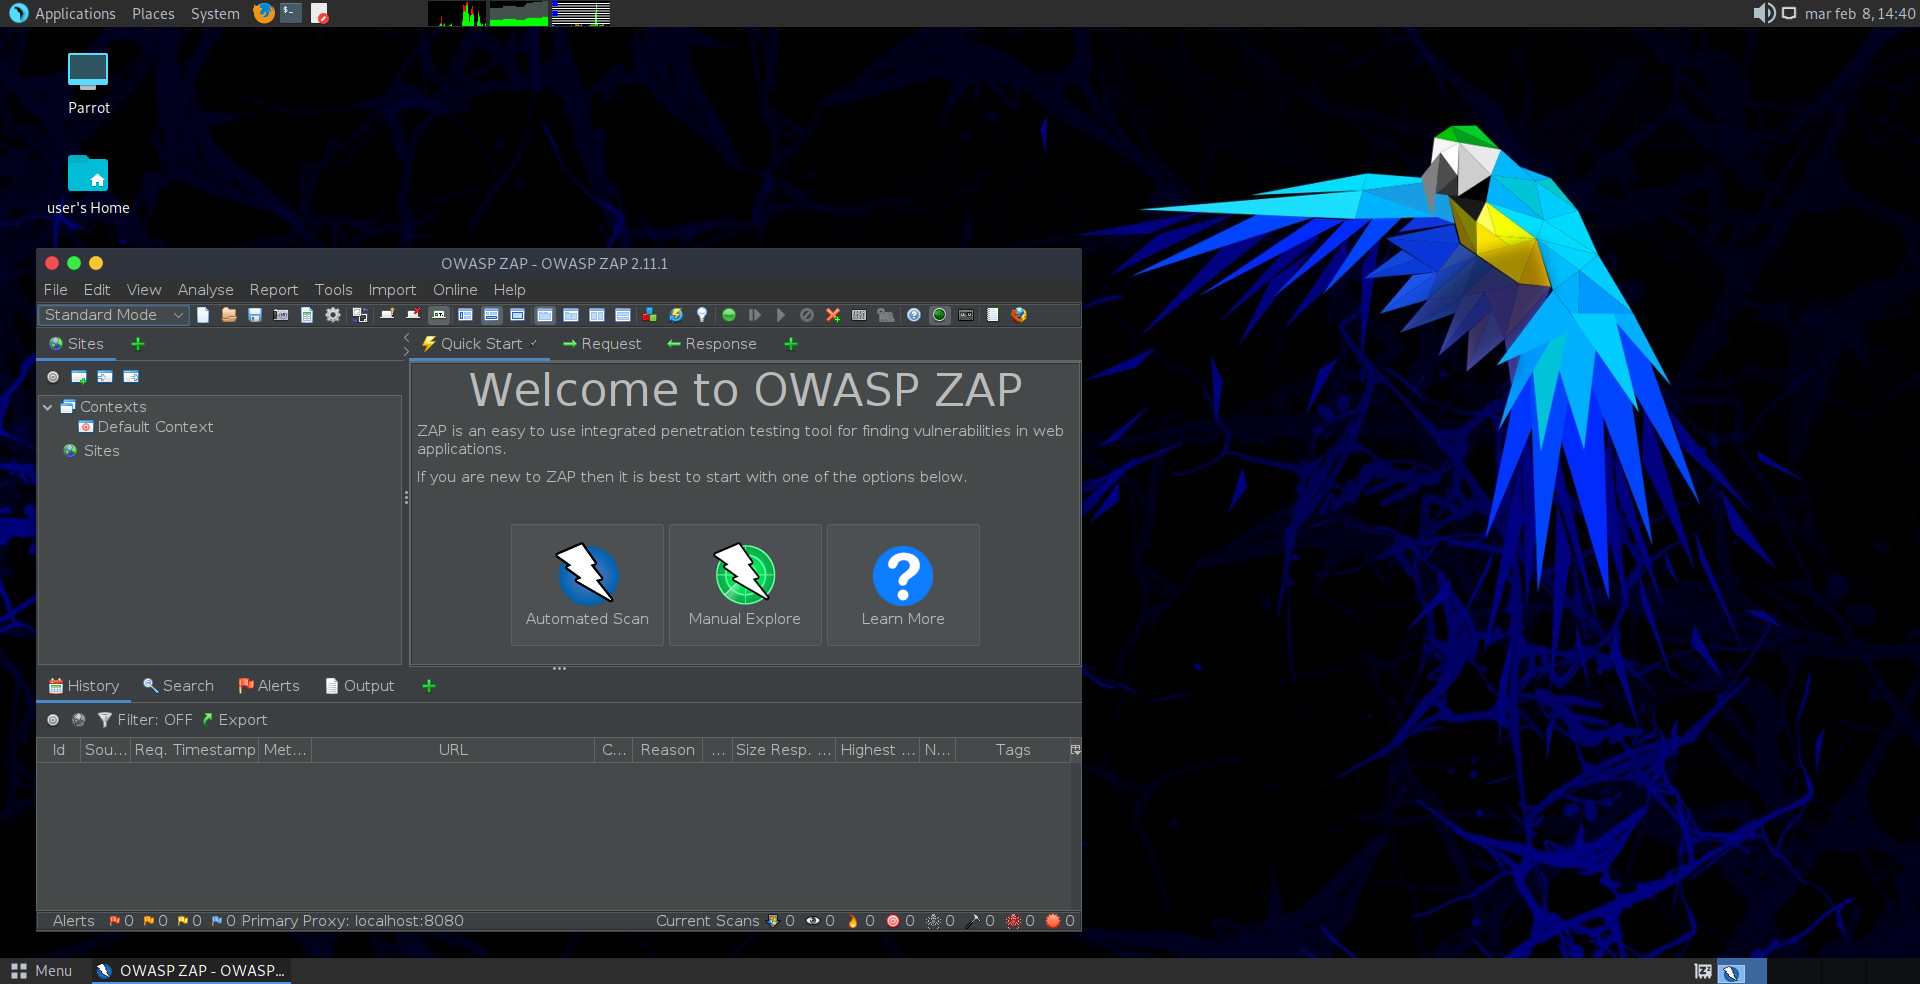 Applications Places System mar feb 8, 14:40
Parrot
user's Home
OWASP ZAP - OWASP ZAP 2.11.1
File Edit View Analyse Report Tools Import Online Help
Standard Mode
Sites
Quick Start Request Response
Welcome to OWASP ZAP
ZAP is an easy to use integrated penetration testing tool for finding vulnerabilities in web
applications.
If you are new to ZAP then it is best to start with one of the options below.
Contexts
Default Context
Sites
Automated Scan Manual Explore Learn More
History Search Alerts Output
Filter: OFF Export
Id Sou... Req. Timestamp Met... URL C... Reason ... Size Resp. ... Highest ... N... Tags
Alerts 0 0 0 0 Primary Proxy: localhost:8080 Current Scans 0 0 0 0 0 0 0 0
Menu OWASP ZAP - OWASP...